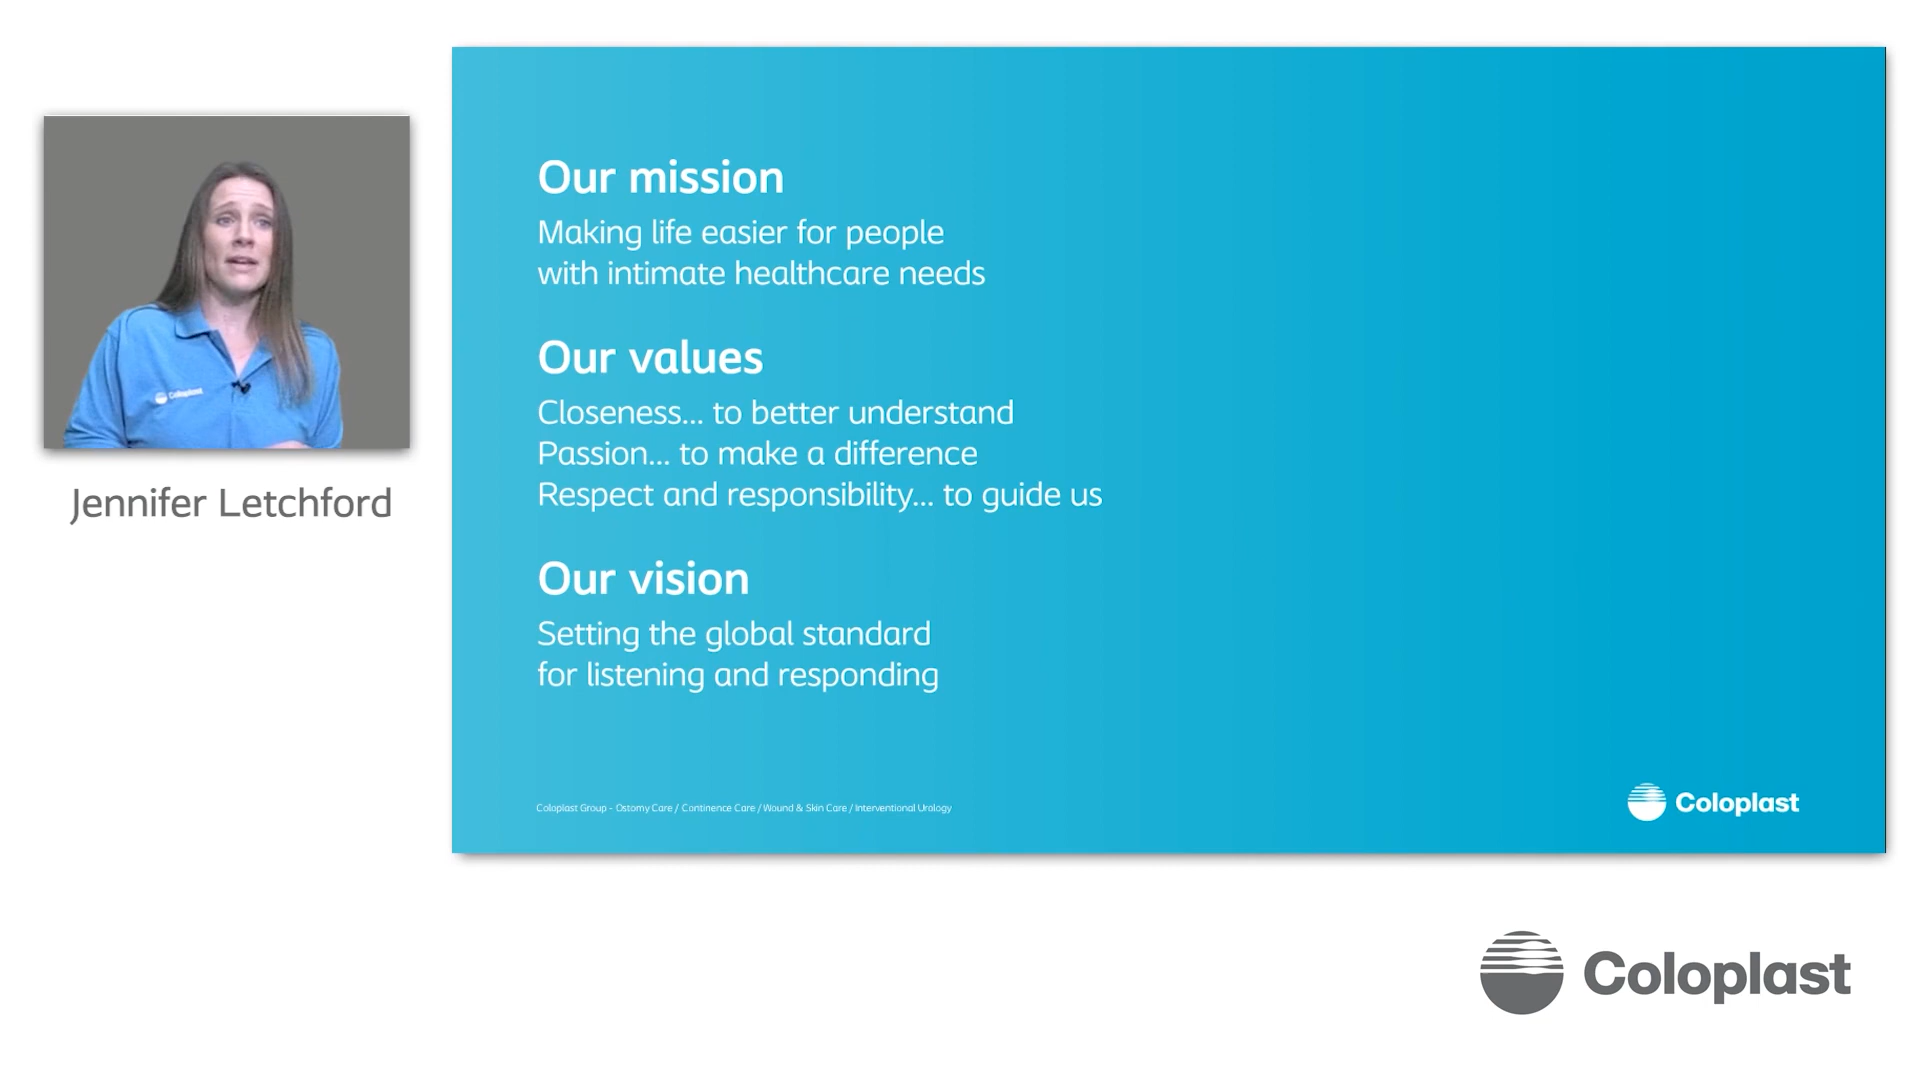 Coloplast
Jennifer Letchford
Our mission
Making life easier for people
with intimate healthcare needs
Our values
Closeness... to better understand
Passion... to make a difference
Respect and responsibility... to guide us
Our vision
Setting the global standard
for listening and responding
Coloplast Group - Ostomy Care / Continence Care / Wound & Skin Care / Interventional Urology
Coloplast
Coloplast